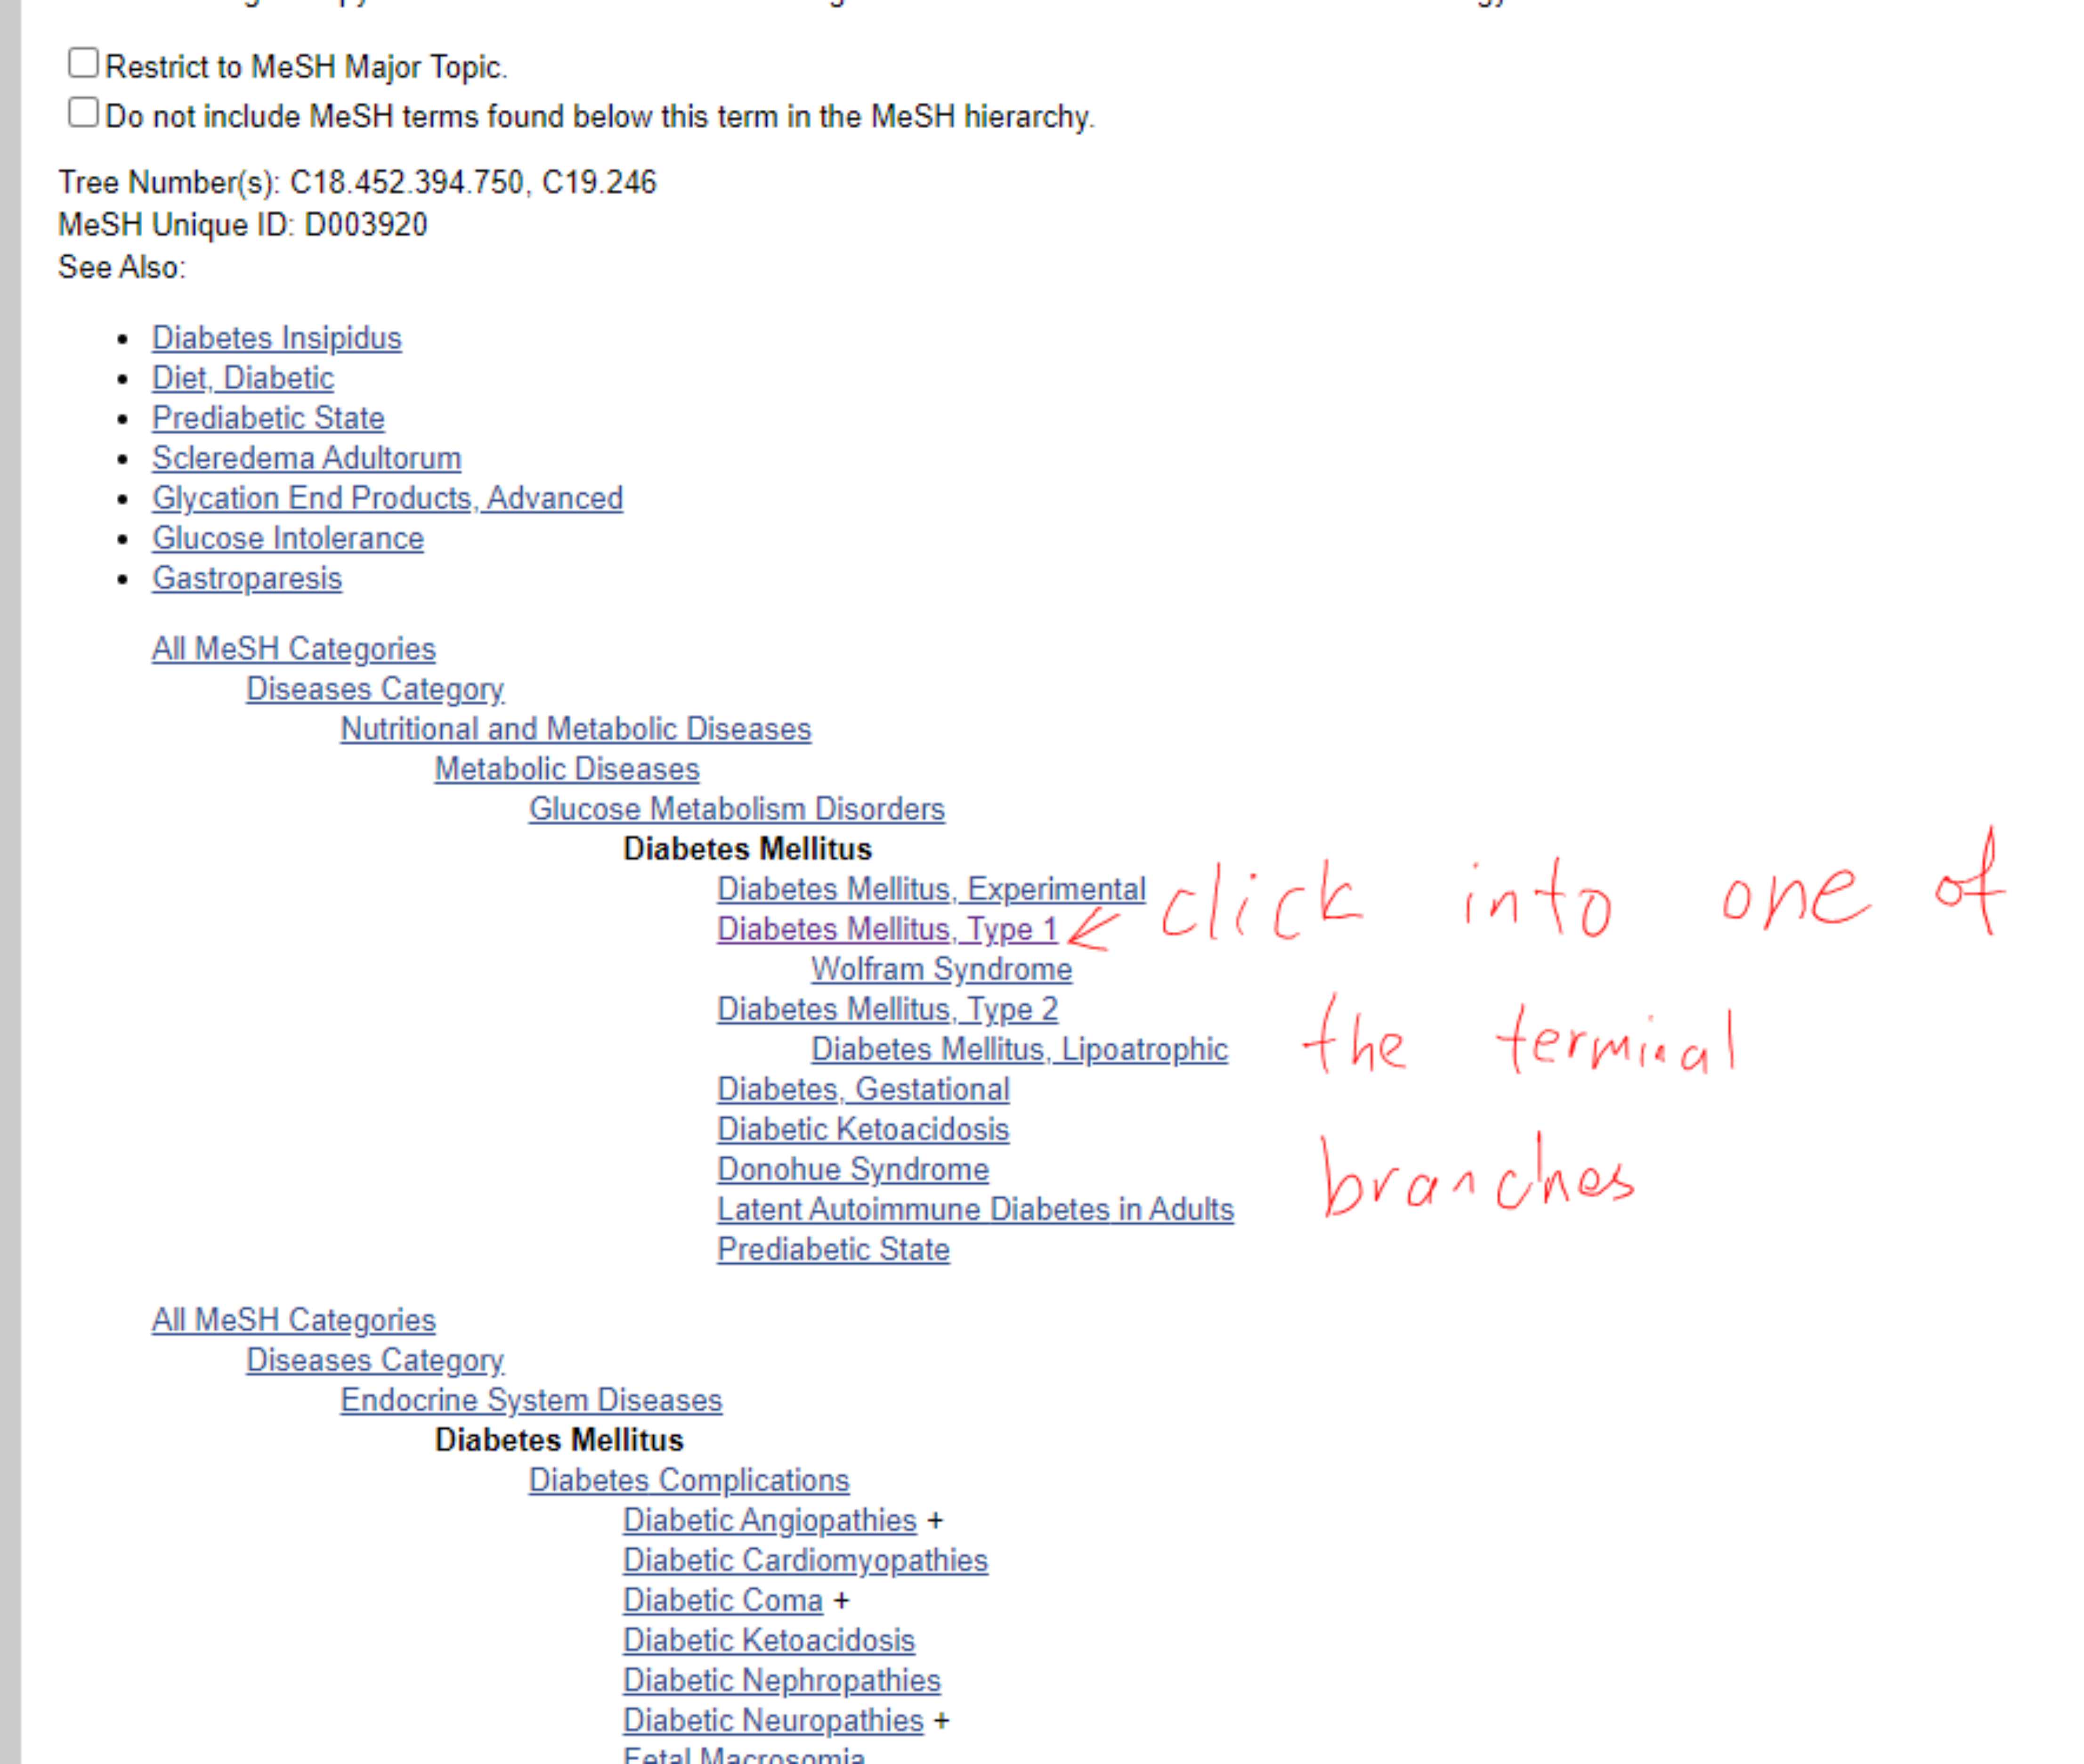 Restrict to MeSH Major Topic.
Do not include MeSH terms found below this term in the MeSH hierarchy.
Tree Number(s): C18.452.394.750, C19.246
MeSH Unique ID: D003920
See Also:
Diabetes Insipidus
Diet, Diabetic
Prediabetic State
Scleredema Adultorum
Glycation End Products, Advanced
Glucose Intolerance
Gastroparesis
All MeSH Categories
Diseases Category
Nutritional and Metabolic Diseases
Metabolic Diseases
Glucose Metabolism Disorders
Diabetes Mellitus
Diabetes Mellitus, Experimental
Diabetes Mellitus, Type 1
Wolfram Syndrome
Diabetes Mellitus, Type 2
Diabetes Mellitus, Lipoatrophic
Diabetes, Gestational
Diabetic Ketoacidosis
Donohue Syndrome
Latent Autoimmune Diabetes in Adults
Prediabetic State
click into one of
the terminal
branches
All MeSH Categories
Diseases Category
Endocrine System Diseases
Diabetes Mellitus
Diabetes Complications
Diabetic Angiopathies +
Diabetic Cardiomyopathies
Diabetic Coma +
Diabetic Ketoacidosis
Diabetic Nephropathies
Diabetic Neuropathies +
Fetal Macrosomia